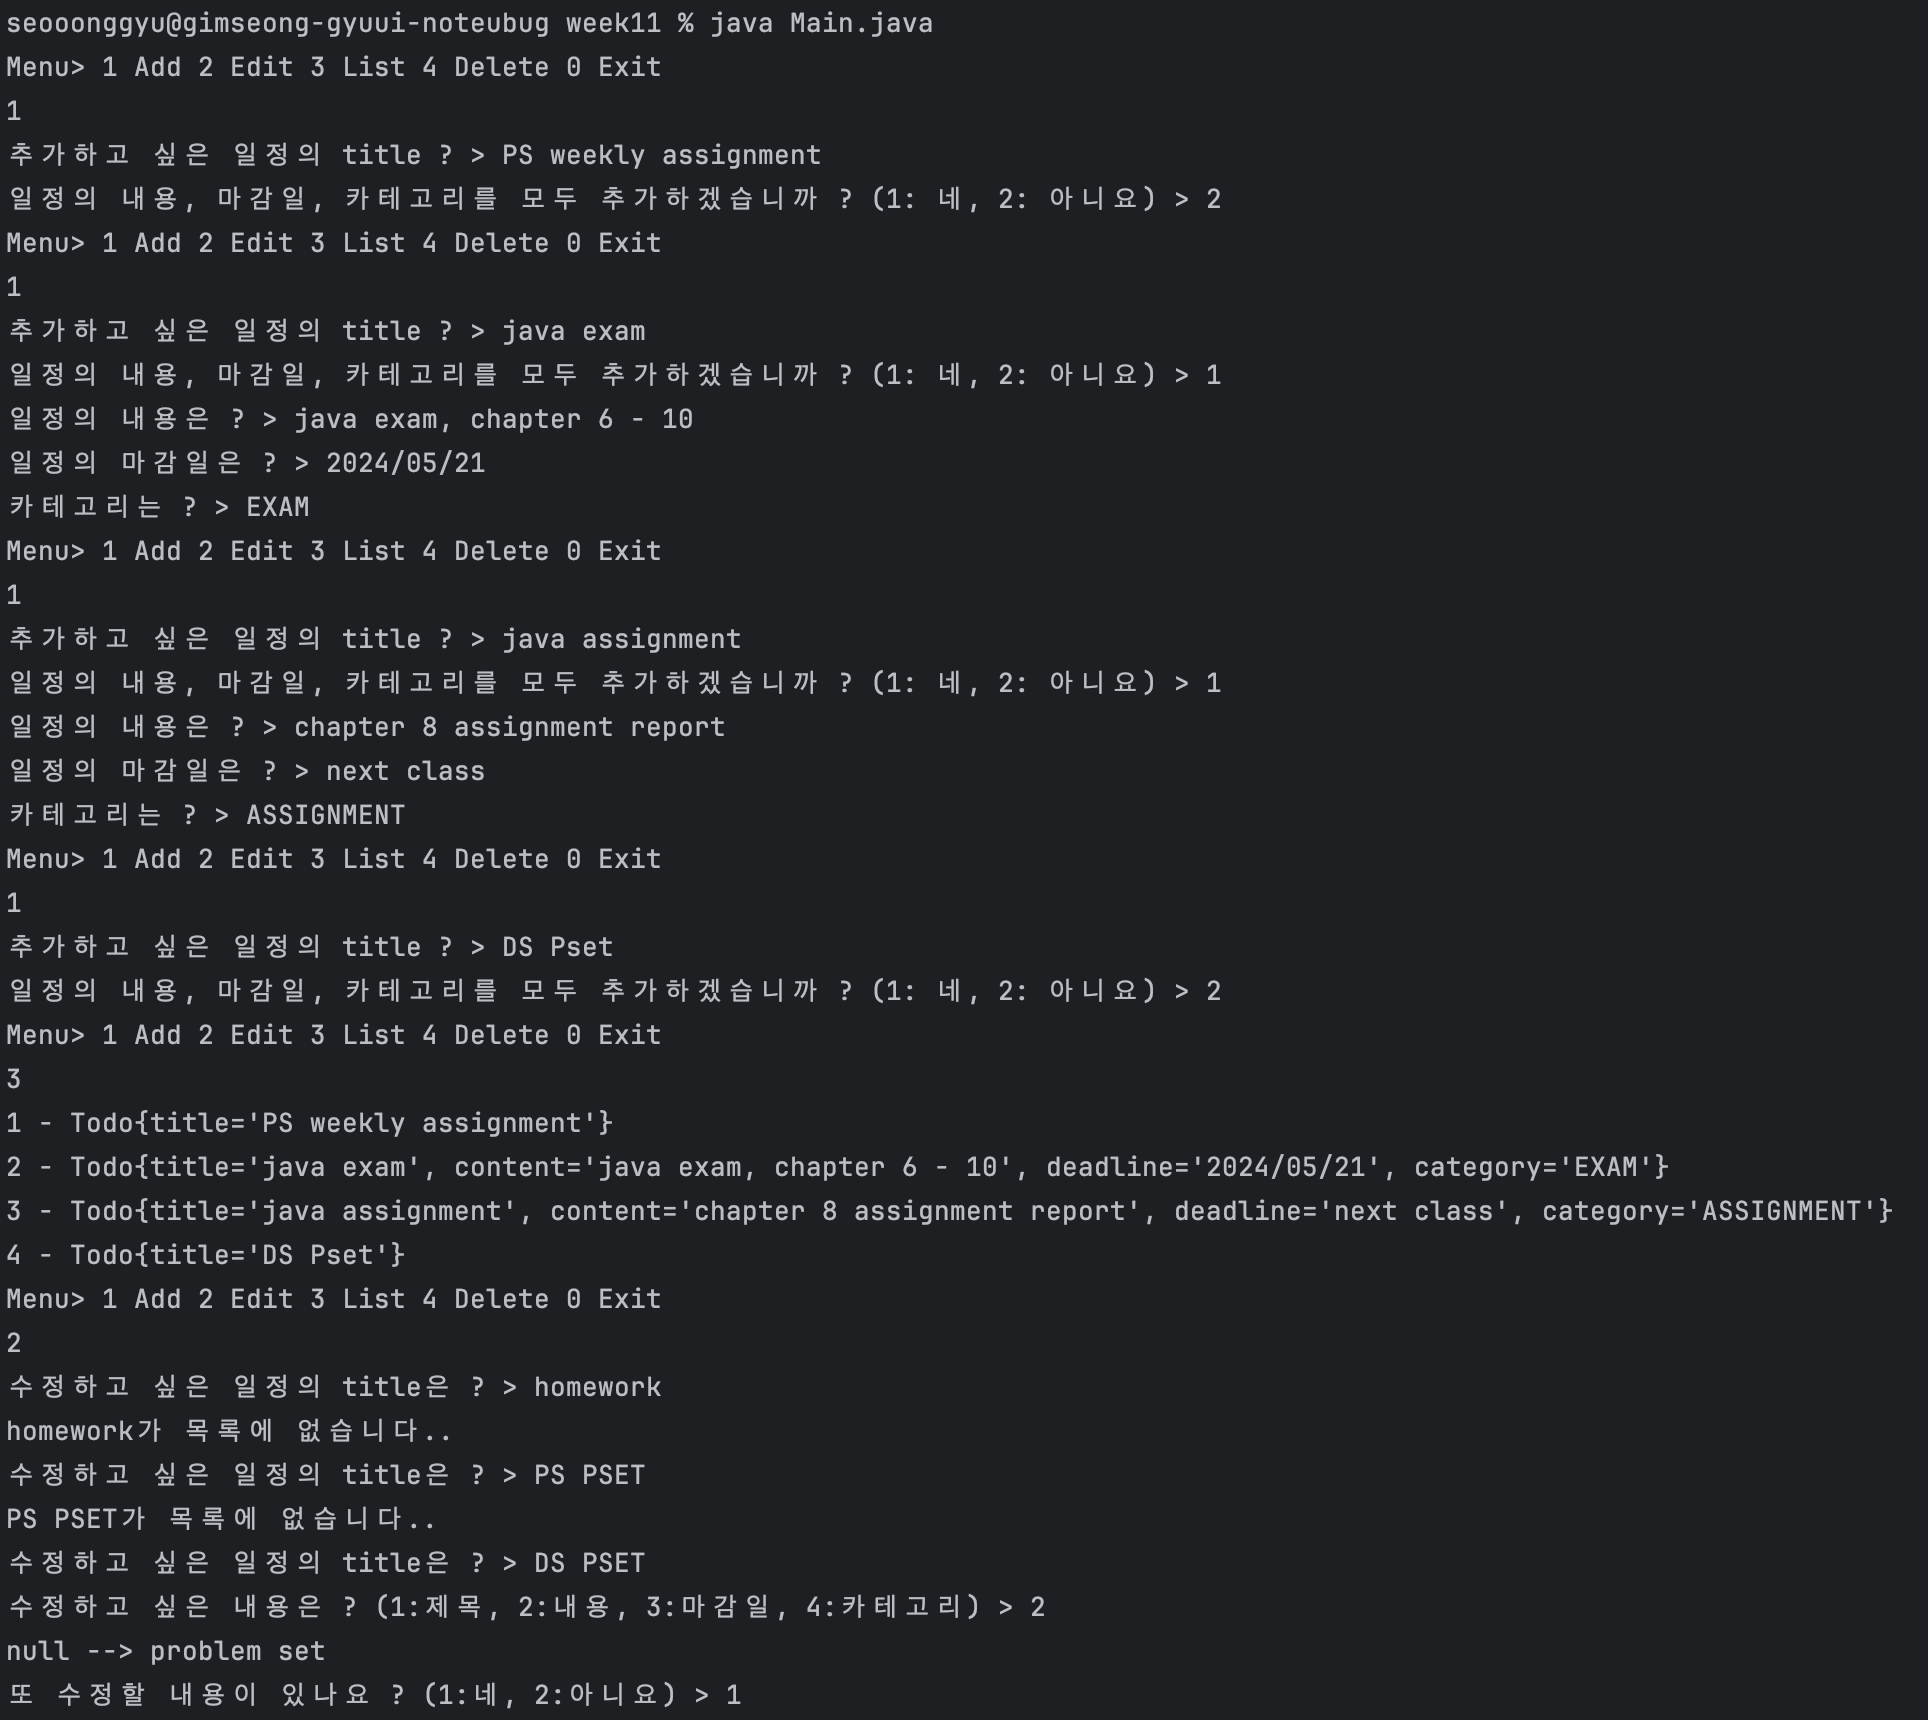 seooonggyu@gimseong-gyuui-noteubug week11 % java Main.java
Menu> 1 Add 2 Edit 3 List 4 Delete 0 Exit
1
추가하고 싶은 일정의 title ? > PS weekly assignment
일정의 내용, 마감일, 카테고리를 모두 추가하겠습니까 ? (1: 네, 2: 아니요) > 2
Menu> 1 Add 2 Edit 3 List 4 Delete 0 Exit
1
추가하고 싶은 일정의 title ? > java exam
일정의 내용, 마감일, 카테고리를 모두 추가하겠습니까 ? (1: 네, 2: 아니요) > 1
일정의 내용은 ? > java exam, chapter 6 - 10
일정의 마감일은 ? > 2024/05/21
카테고리는 ? > EXAM
Menu> 1 Add 2 Edit 3 List 4 Delete 0 Exit
1
추가하고 싶은 일정의 title ? > java assignment
일정의 내용, 마감일, 카테고리를 모두 추가하겠습니까 ? (1: 네, 2: 아니요) > 1
일정의 내용은 ? > chapter 8 assignment report
일정의 마감일은 ? > next class
카테고리는 ? > ASSIGNMENT
Menu> 1 Add 2 Edit 3 List 4 Delete 0 Exit
1
추가하고 싶은 일정의 title ? > DS Pset
일정의 내용, 마감일, 카테고리를 모두 추가하겠습니까 ? (1: 네, 2: 아니요) > 2
Menu> 1 Add 2 Edit 3 List 4 Delete 0 Exit
3
1 - Todo{title='PS weekly assignment'}
2 - Todo{title='java exam', content='java exam, chapter 6 - 10', deadline='2024/05/21', category='EXAM'}
3 - Todo{title='java assignment', content='chapter 8 assignment report', deadline='next class', category='ASSIGNMENT'}
4 - Todo{title='DS Pset'}
Menu> 1 Add 2 Edit 3 List 4 Delete 0 Exit
2
수정하고 싶은 일정의 title은 ? > homework
homework가 목록에 없습니다..
수정하고 싶은 일정의 title은 ? > PS PSET
PS PSET가 목록에 없습니다..
수정하고 싶은 일정의 title은 ? > DS PSET
수정하고 싶은 내용은 ? (1:제목, 2:내용, 3:마감일, 4:카테고리) > 2
null --> problem set
또 수정할 내용이 있나요 ? (1:네, 2:아니요) > 1